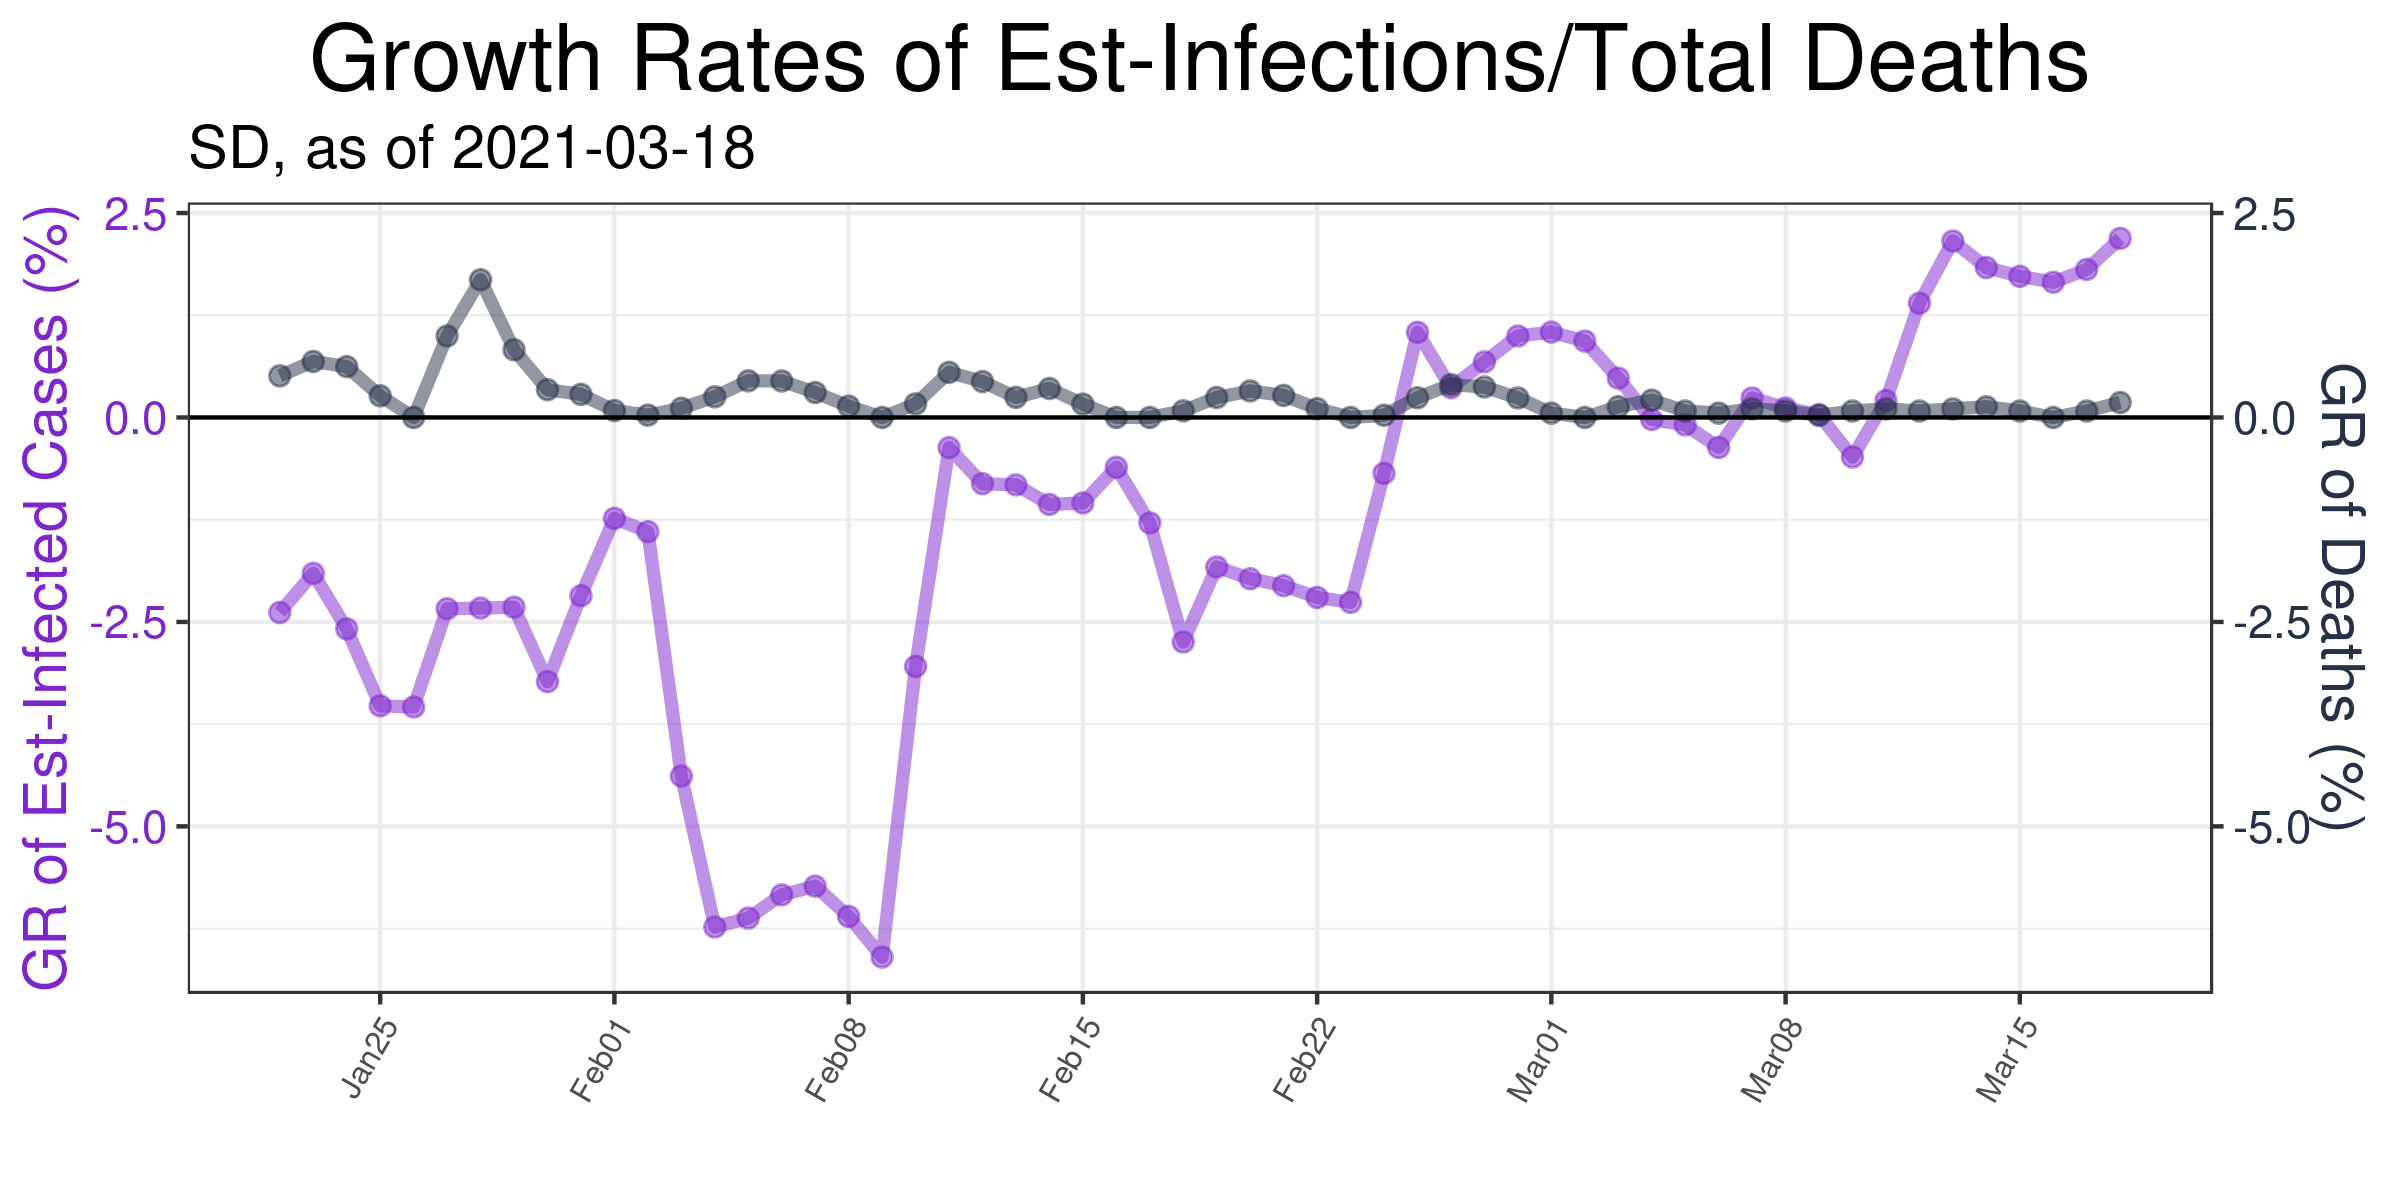 Growth Rates of Est-Infections/Total Deaths
SD, as of 2021-03-18
GR of Est-Infected Cases (%)
2.5
0.0
-2.5
-5.0
2.5
0.0
-2.5
-5.0
GR of Deaths (%)
Jan25
Feb01
Feb08
Feb15
Feb22
Mar01
Mar08
Mar15